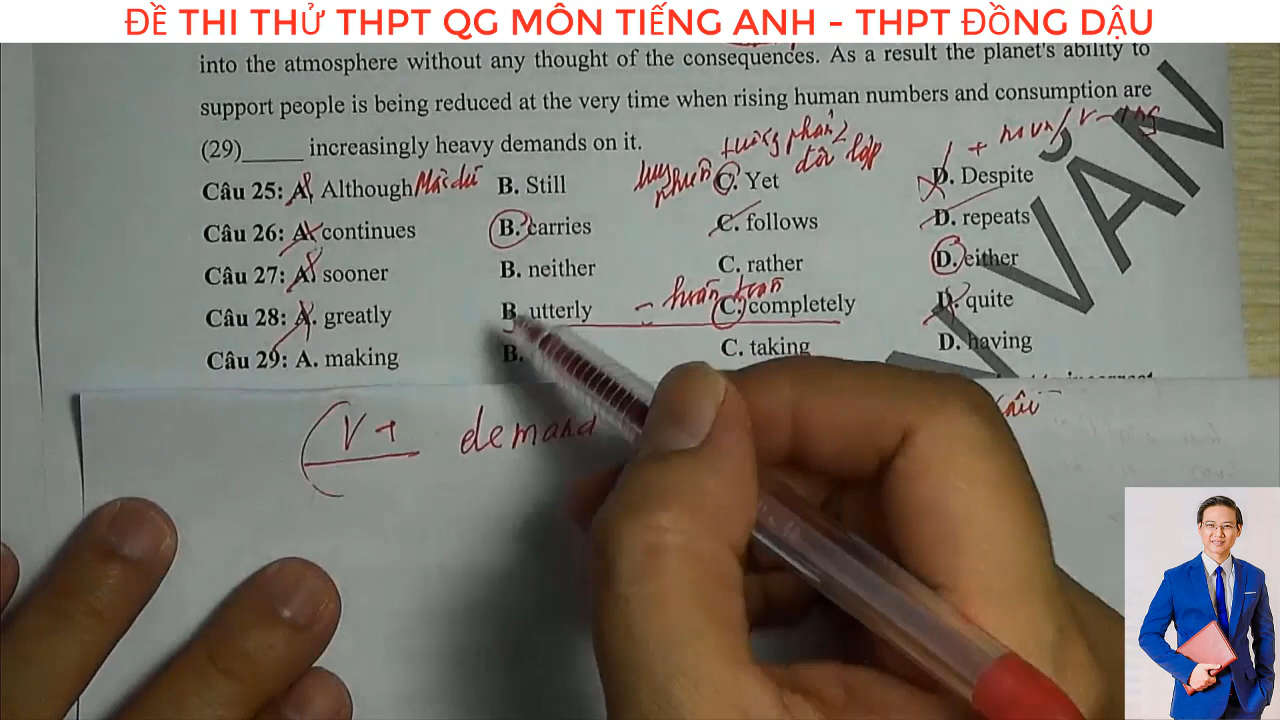 ĐỀ THI THỬ THPT QG MÔN TIẾNG ANH - THPT ĐỒNG DẬU
into the atmosphere without any thought of the consequences. As a result the planet's ability to
support people is being reduced at the very time when rising human numbers and consumption are
(29)_____ increasingly heavy demands on it.
tương phản
đối lập
Câu 25: A. Although Mặc dù B. Still tuy nhiên C. Yet D. Despite
Câu 26: A. continues B. carries C. follows D. repeats
Câu 27: A. sooner B. neither C. rather D. either
hoàn toàn
Câu 28: A. greatly B. utterly C. completely D. quite
Câu 29: A. making B. C. taking D. having
V + demand
VAN